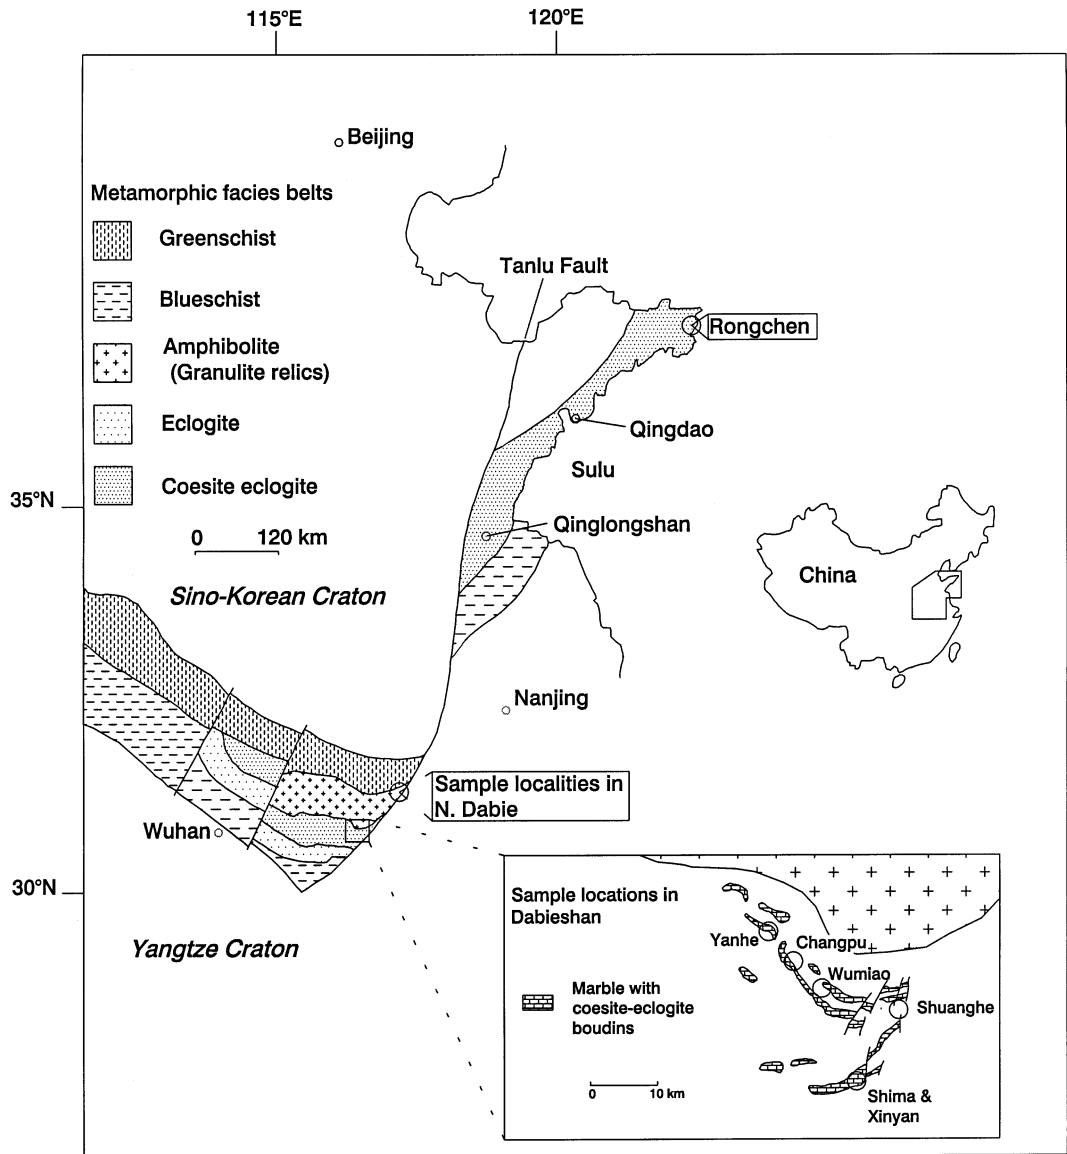 115°E
120°E
Beijing
Metamorphic facies belts
Greenschist
Blueschist
Amphibolite
(Granulite relics)
Eclogite
Coesite eclogite
0 120 km
Tanlu Fault
Rongchen
Qingdao
Sulu
35°N
Qinglongshan
Sino-Korean Craton
China
Nanjing
Sample localities in
N. Dabie
Wuhan
30°N
Yangtze Craton
Sample locations in
Dabieshan
Yanhe
Changpu
Wumiao
Shuanghe
Marble with
coesite-eclogite
boudins
0 10 km
Shima &
Xinyan